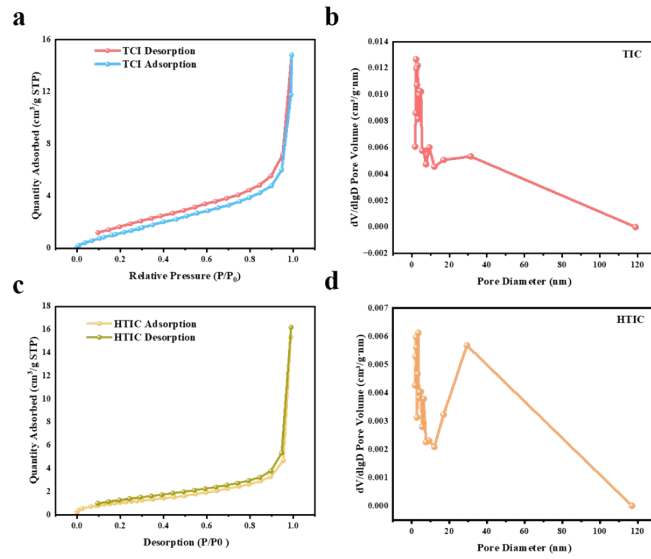 a
TCI Desorption
TCI Adsorption
Quantity Adsorbed (cm³/g STP)
16
12
8
4
0
0.0 0.2 0.4 0.6 0.8 1.0
Relative Pressure (P/P₀)
b
TIC
dV/dlgD Pore Volume (cm³/g·nm)
0.014
0.012
0.010
0.008
0.006
0.004
0.002
0.000
−0.002
0 20 40 60 80 100 120
Pore Diameter (nm)
c
HTIC Adsorption
HTIC Desorption
Quantity Adsorbed (cm³/g STP)
18
16
14
12
10
8
6
4
2
0
0.0 0.2 0.4 0.6 0.8 1.0
Desorption (P/P0 )
d
HTIC
dV/dlgD Pore Volume (cm³/g·nm)
0.007
0.006
0.005
0.004
0.003
0.002
0.001
0.000
0 20 40 60 80 100 120
Pore Diameter (nm)